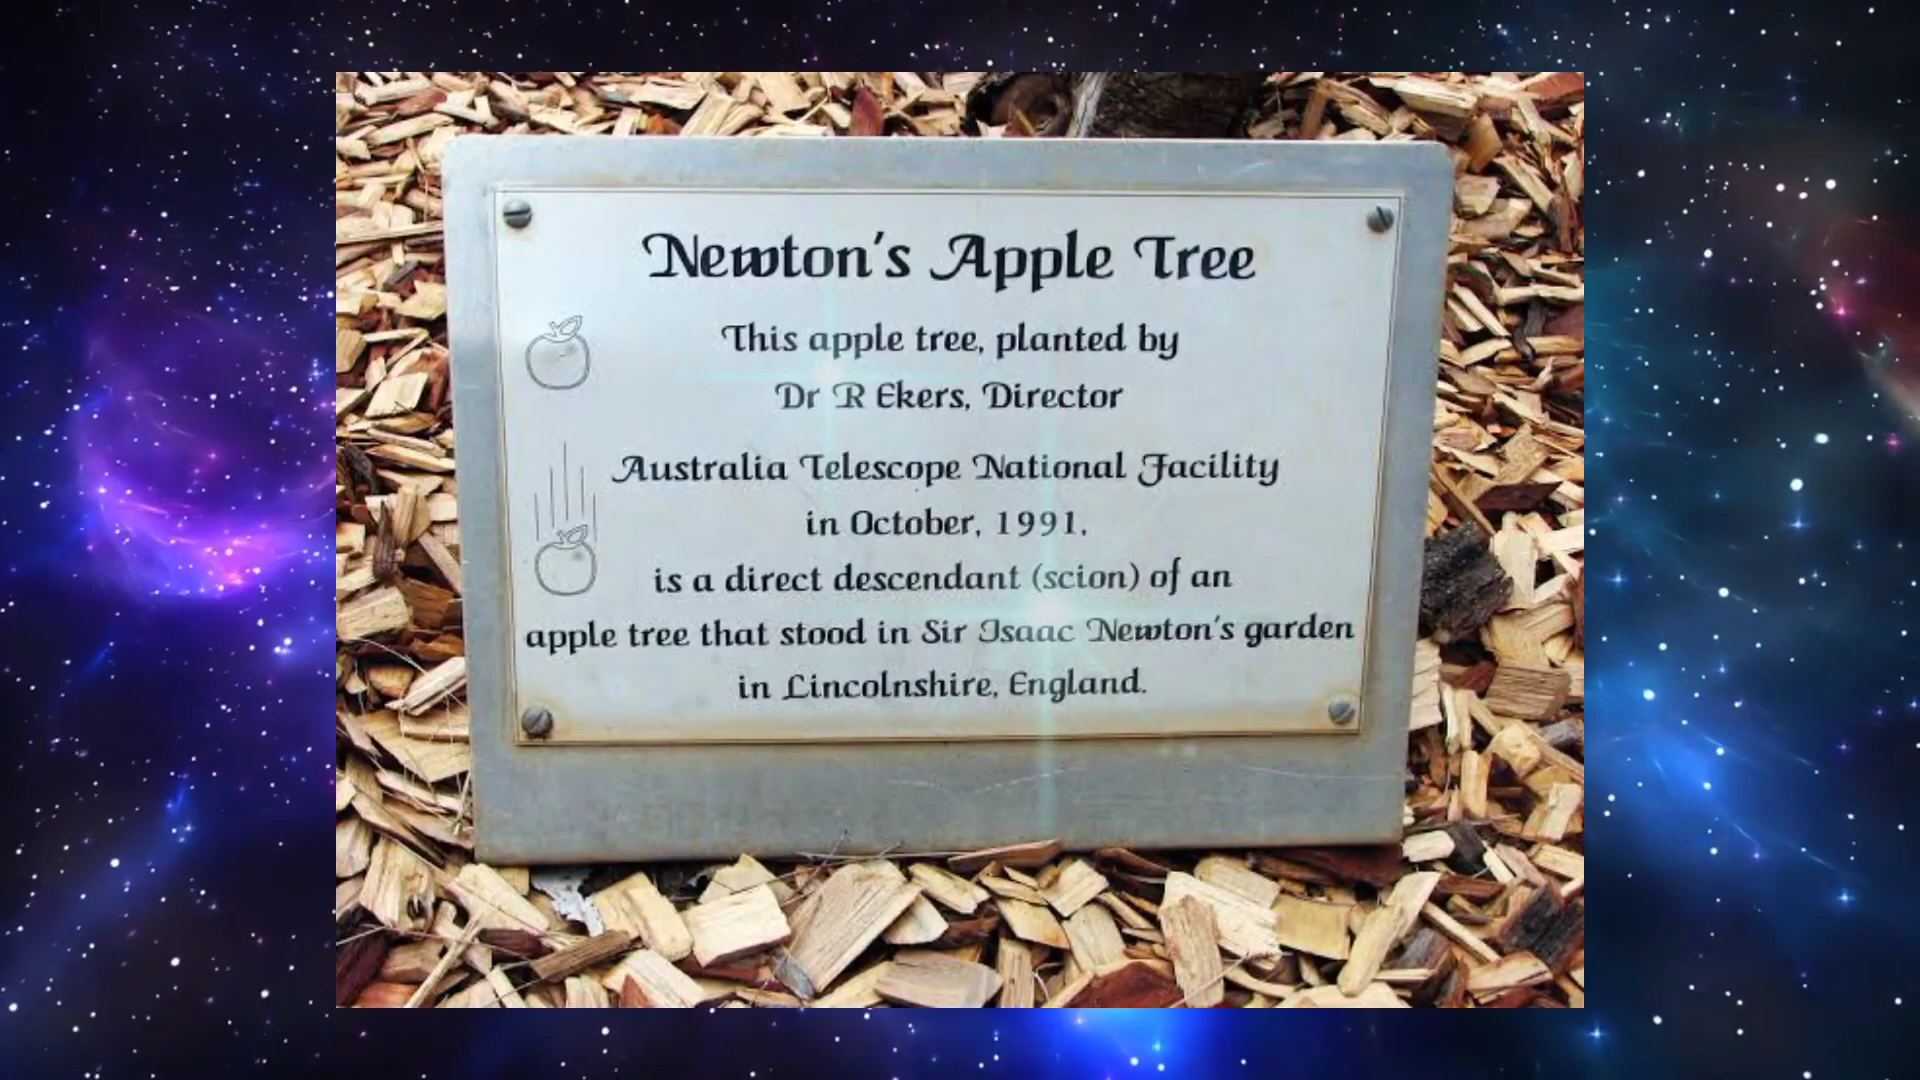 Newton's Apple Tree
This apple tree, planted by
Dr R Ekers, Director
Australia Telescope National Facility
in October, 1991,
is a direct descendant (scion) of an
apple tree that stood in Sir Isaac Newton's garden
in Lincolnshire, England.